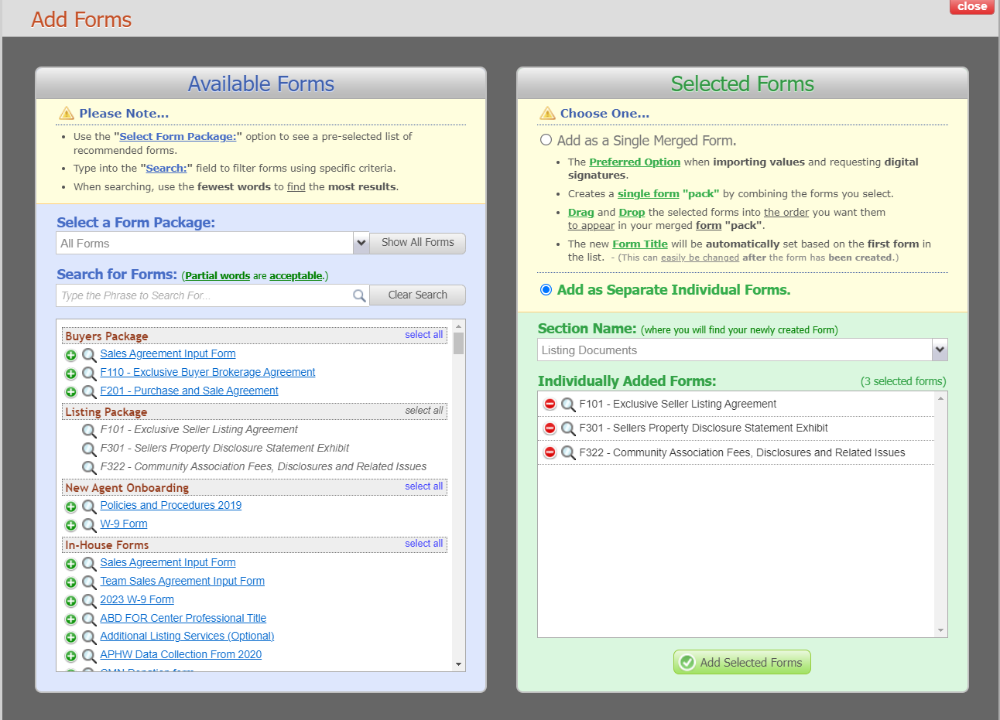 close
Add Forms
Available Forms
Please Note...
Use the "Select Form Package:" option to see a pre-selected list of
recommended forms.
Type into the "Search:" field to filter forms using specific criteria.
When searching, use the fewest words to find the most results.
Select a Form Package:
All Forms
Show All Forms
Search for Forms: (Partial words are acceptable.)
Type the Phrase to Search For...
Clear Search
Buyers Package select all
Sales Agreement Input Form
F110 - Exclusive Buyer Brokerage Agreement
F201 - Purchase and Sale Agreement
Listing Package select all
F101 - Exclusive Seller Listing Agreement
F301 - Sellers Property Disclosure Statement Exhibit
F322 - Community Association Fees, Disclosures and Related Issues
New Agent Onboarding select all
Policies and Procedures 2019
W-9 Form
In-House Forms select all
Sales Agreement Input Form
Team Sales Agreement Input Form
2023 W-9 Form
ABD FOR Center Professional Title
Additional Listing Services (Optional)
APHW Data Collection From 2020
Selected Forms
Choose One...
Add as a Single Merged Form.
The Preferred Option when importing values and requesting digital
signatures.
Creates a single form "pack" by combining the forms you select.
Drag and Drop the selected forms into the order you want them
to appear in your merged form "pack".
The new Form Title will be automatically set based on the first form in
the list. - (This can easily be changed after the form has been created.)
Add as Separate Individual Forms.
Section Name: (where you will find your newly created Form)
Listing Documents
Individually Added Forms: (3 selected forms)
F101 - Exclusive Seller Listing Agreement
F301 - Sellers Property Disclosure Statement Exhibit
F322 - Community Association Fees, Disclosures and Related Issues
Add Selected Forms